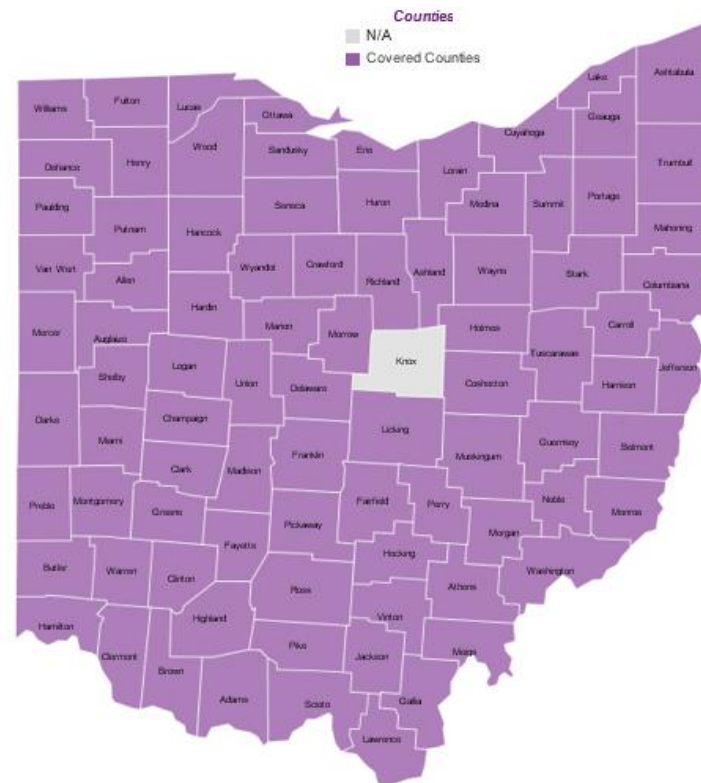 Counties
N/A
Covered Counties
Lake
Ashtabula
Williams
Fulton
Lucas
Ottawa
Geauga
Cuyahoga
Wood
Sandusky
Erie
Lorain
Trumbull
Defiance
Henry
Portage
Seneca
Huron
Medina
Summit
Paulding
Putnam
Hancock
Mahoning
Van Wert
Wyandot
Crawford
Richland
Ashland
Wayne
Stark
Allen
Columbiana
Hardin
Mercer
Auglaize
Marion
Morrow
Holmes
Carroll
Tuscarawas
Knox
Logan
Jefferson
Shelby
Union
Delaware
Coshocton
Harrison
Darke
Champaign
Licking
Miami
Franklin
Muskingum
Guernsey
Belmont
Clark
Madison
Preble
Montgomery
Greene
Fairfield
Perry
Noble
Monroe
Pickaway
Morgan
Fayette
Hocking
Butler
Warren
Clinton
Washington
Ross
Athens
Highland
Vinton
Hamilton
Pike
Jackson
Meigs
Clermont
Brown
Adams
Scioto
Gallia
Lawrence